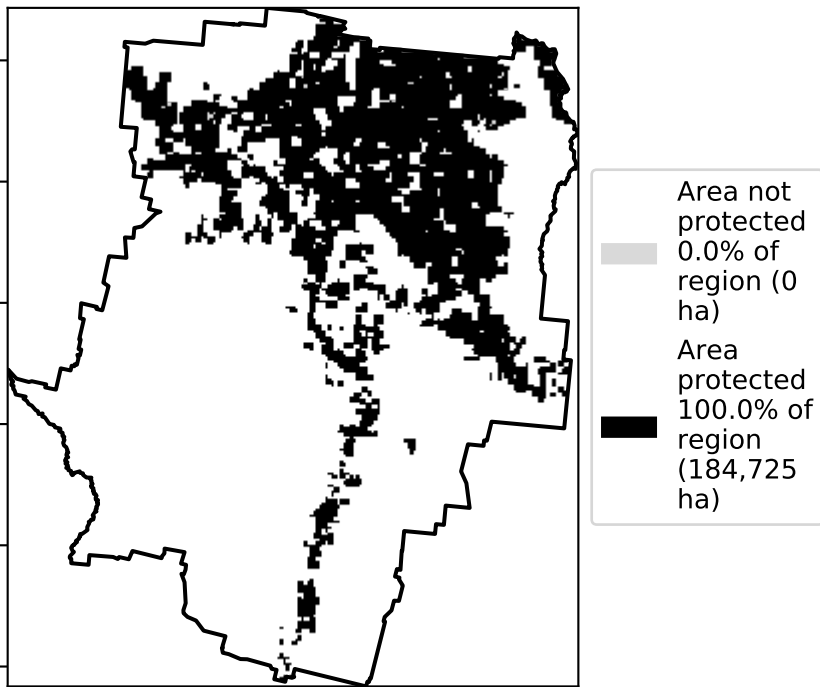 Area not
protected
0.0% of
region (0
ha)
Area
protected
100.0% of
region
(184,725
ha)